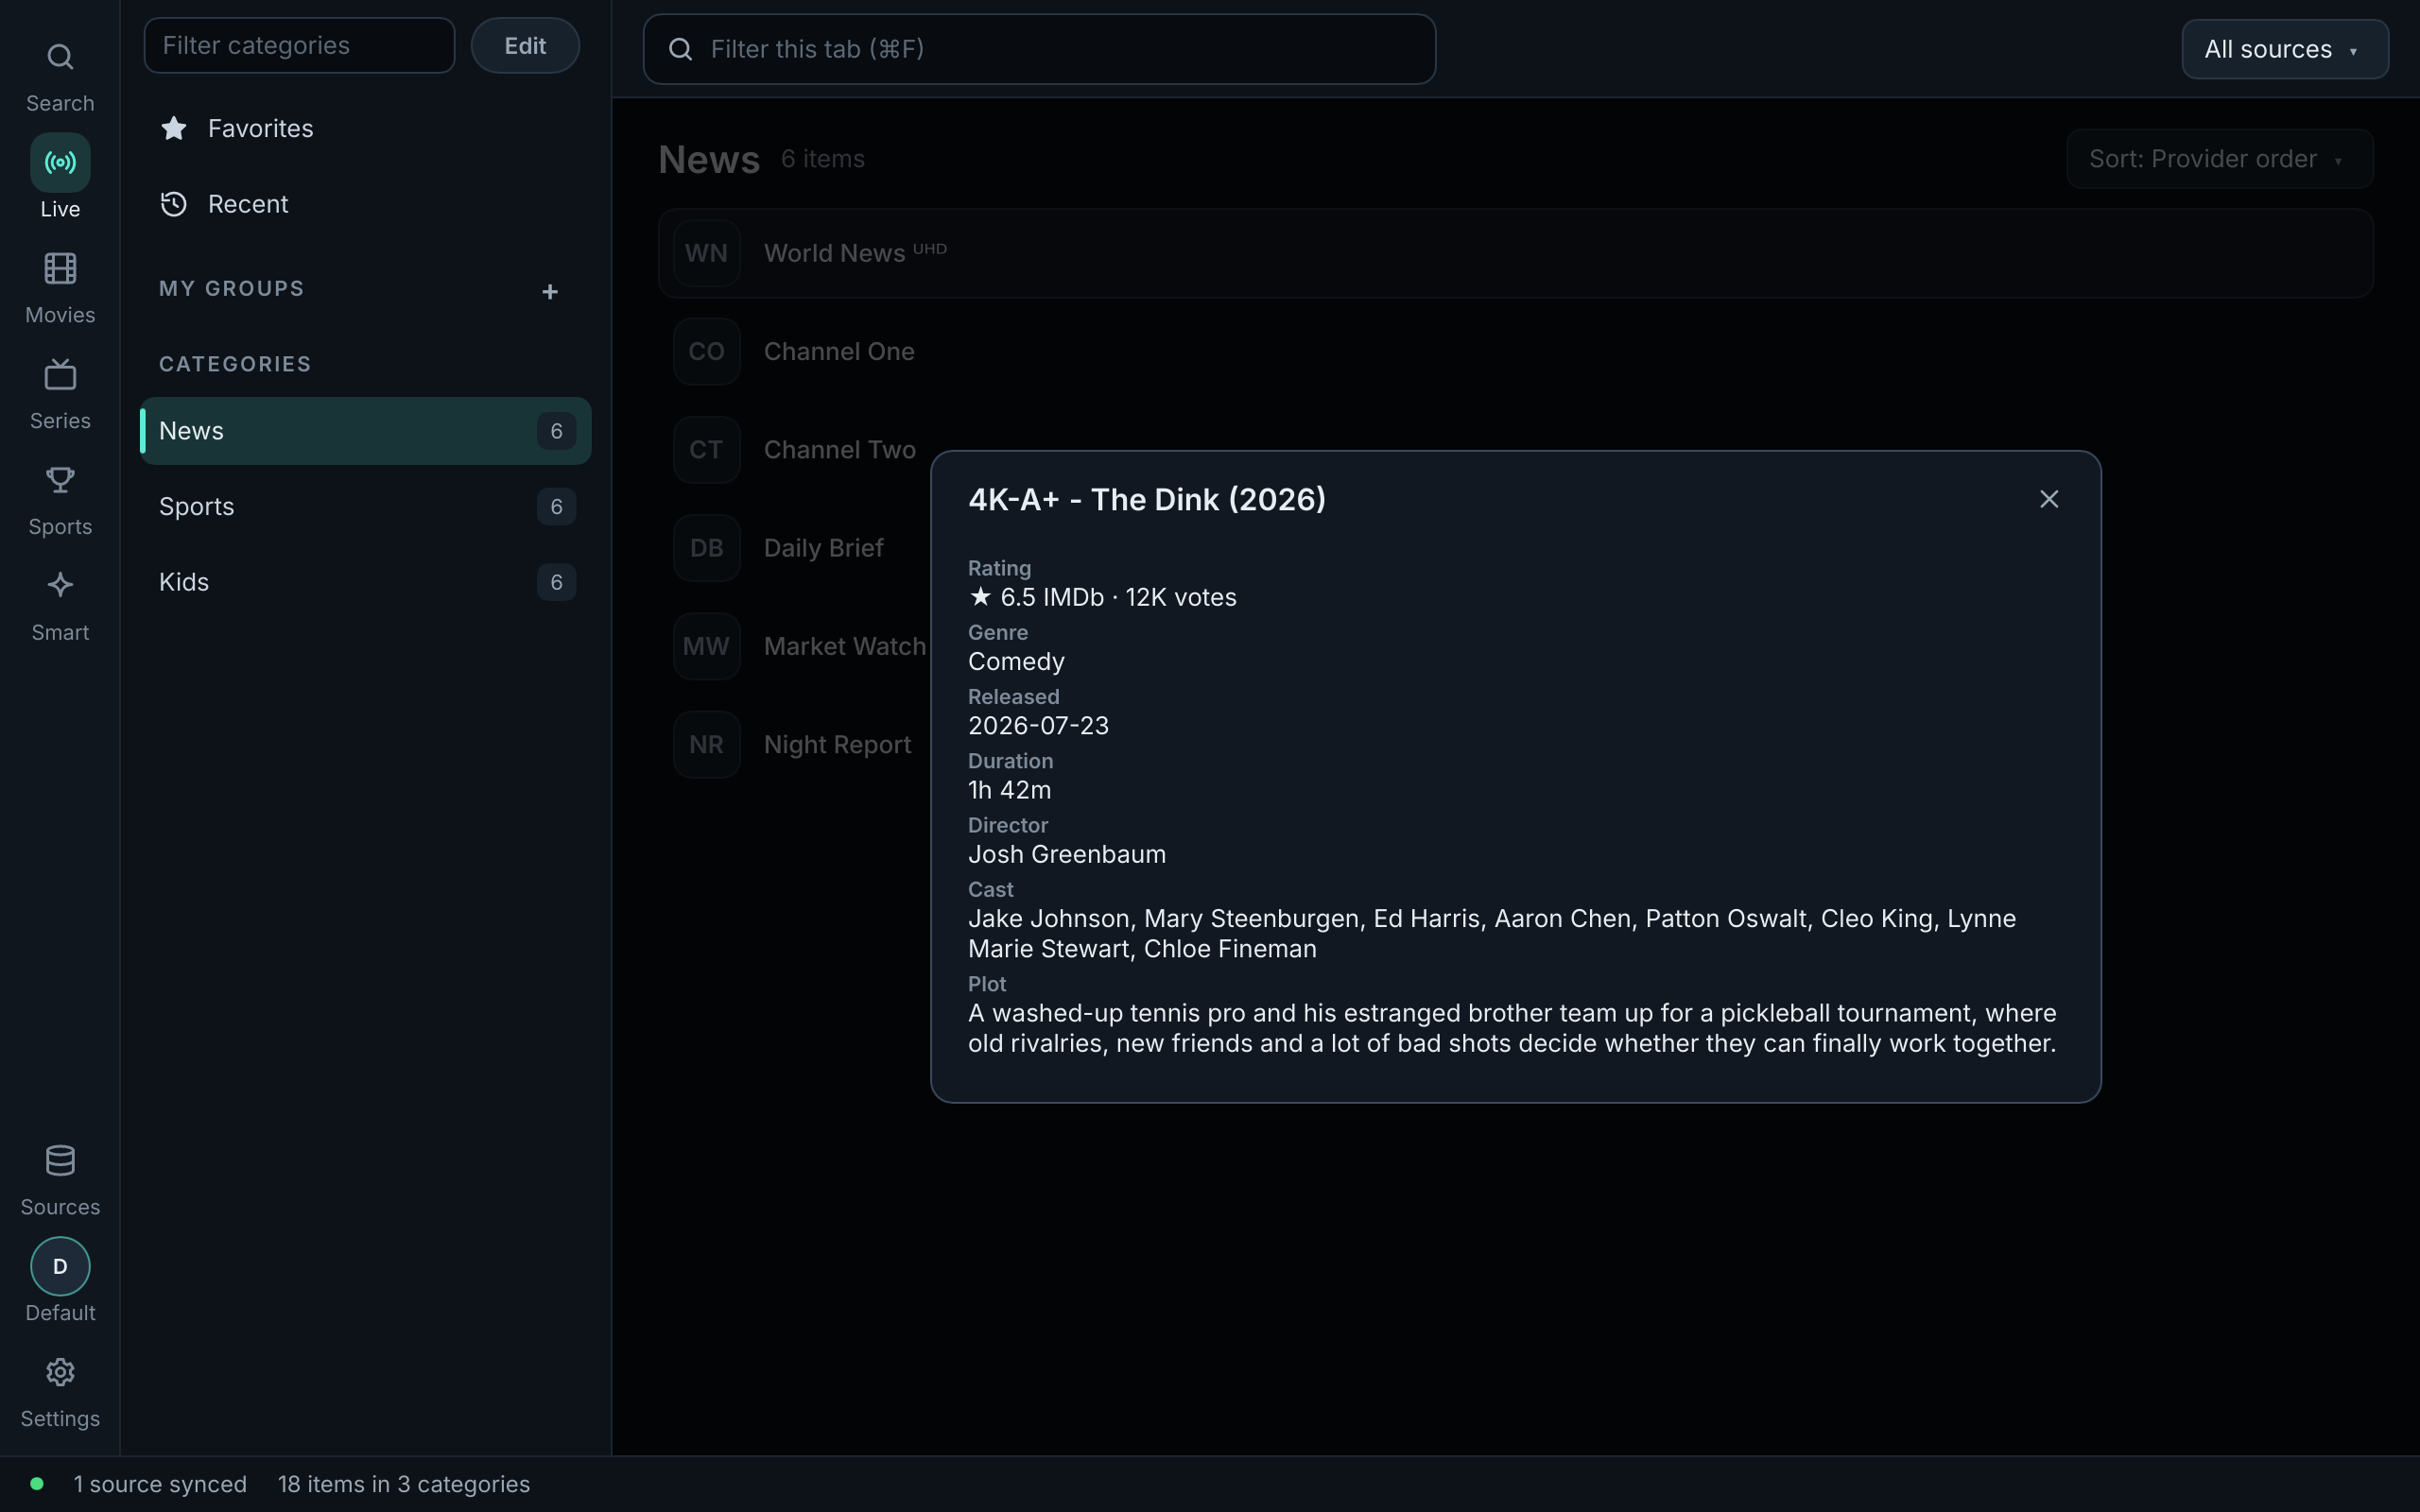 Search
Live
Movies
Series
Sports
Smart
Sources
D
Default
Settings
Filter categories
Edit
Favorites
Recent
MY GROUPS
+
CATEGORIES
News 6
Sports 6
Kids 6
Filter this tab (⌘F)
All sources
News 6 items
Sort: Provider order
WN World News UHD
CO Channel One
CT Channel Two
DB Daily Brief
MW Market Watch
NR Night Report
4K-A+ - The Dink (2026)
Rating
★ 6.5 IMDb · 12K votes
Genre
Comedy
Released
2026-07-23
Duration
1h 42m
Director
Josh Greenbaum
Cast
Jake Johnson, Mary Steenburgen, Ed Harris, Aaron Chen, Patton Oswalt, Cleo King, Lynne
Marie Stewart, Chloe Fineman
Plot
A washed-up tennis pro and his estranged brother team up for a pickleball tournament, where
old rivalries, new friends and a lot of bad shots decide whether they can finally work together.
1 source synced 18 items in 3 categories